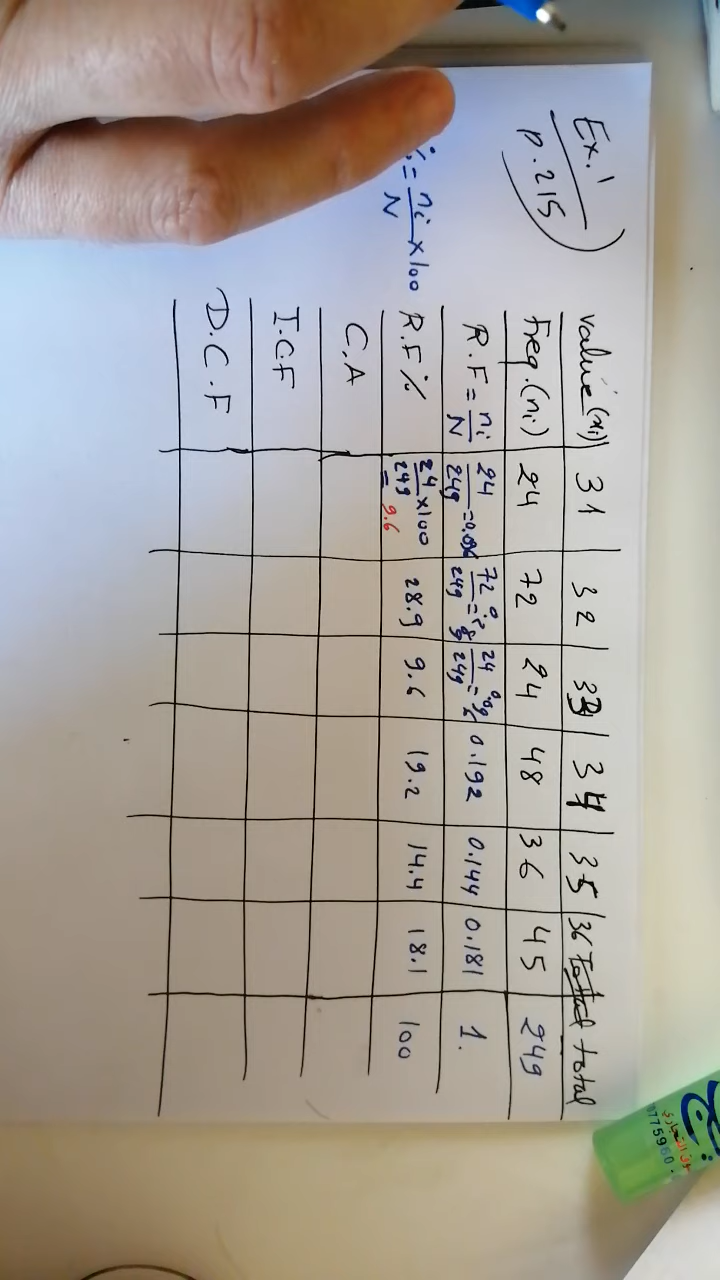 Ex. 1
p. 215
% = ni/N × 100
value (xi) 31 32 33 34 35 36 total
Freq. (ni) 24 72 24 48 36 45 249
R.F = ni/N 24/249 = 0.096 72/249 = 24/249 = 0.192 0.144 0.181 1.
R.F% 24/249 × 100 = 9.6 28.9 9.6 19.2 14.4 18.1 100
C.A
I.C.F
D.C.F